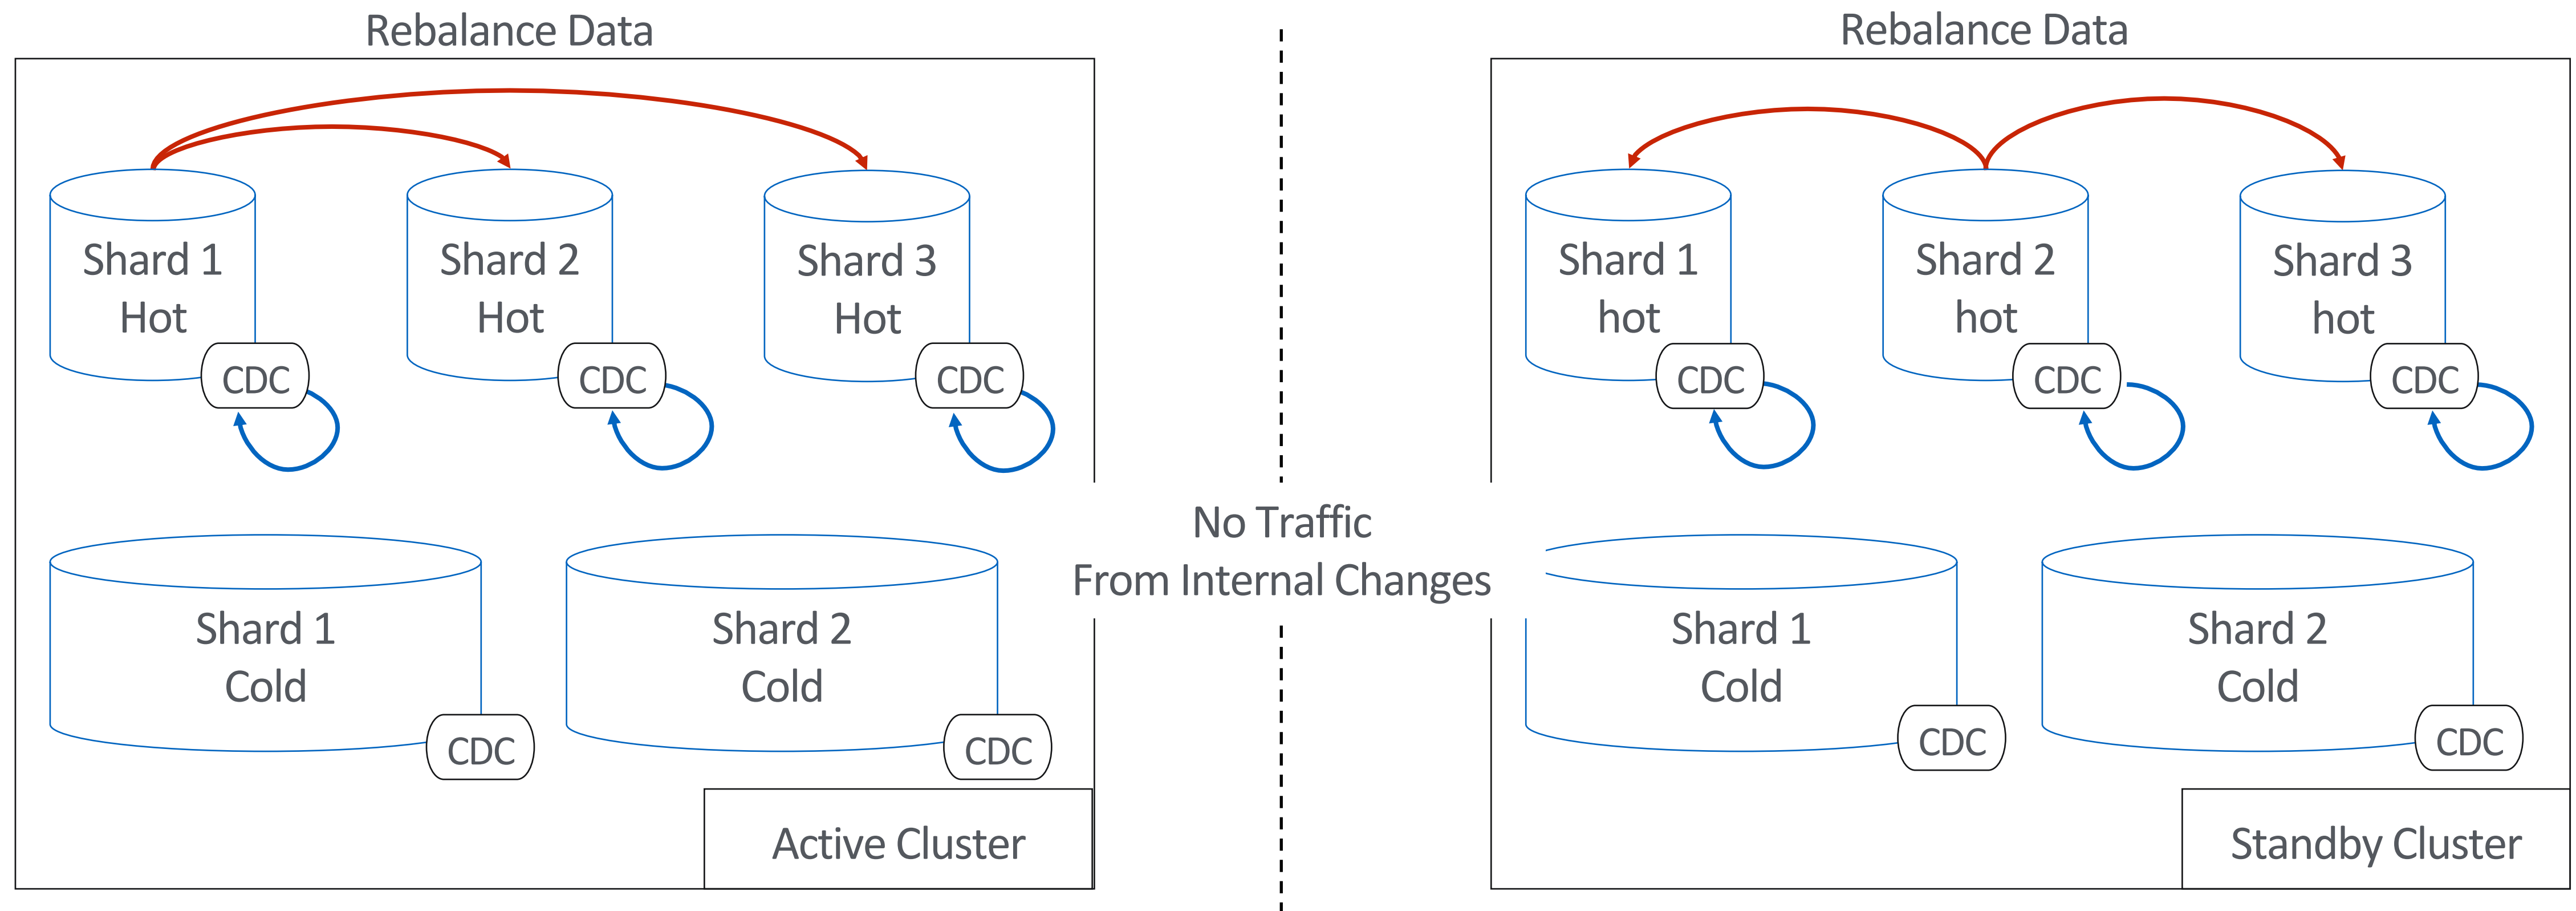 Rebalance Data
Shard 1
Hot
CDC
Shard 2
Hot
CDC
Shard 3
Hot
CDC
Shard 1
Cold
CDC
Shard 2
Cold
CDC
Active Cluster
No Traffic
From Internal Changes
Rebalance Data
Shard 1
hot
CDC
Shard 2
hot
CDC
Shard 3
hot
CDC
Shard 1
Cold
CDC
Shard 2
Cold
CDC
Standby Cluster